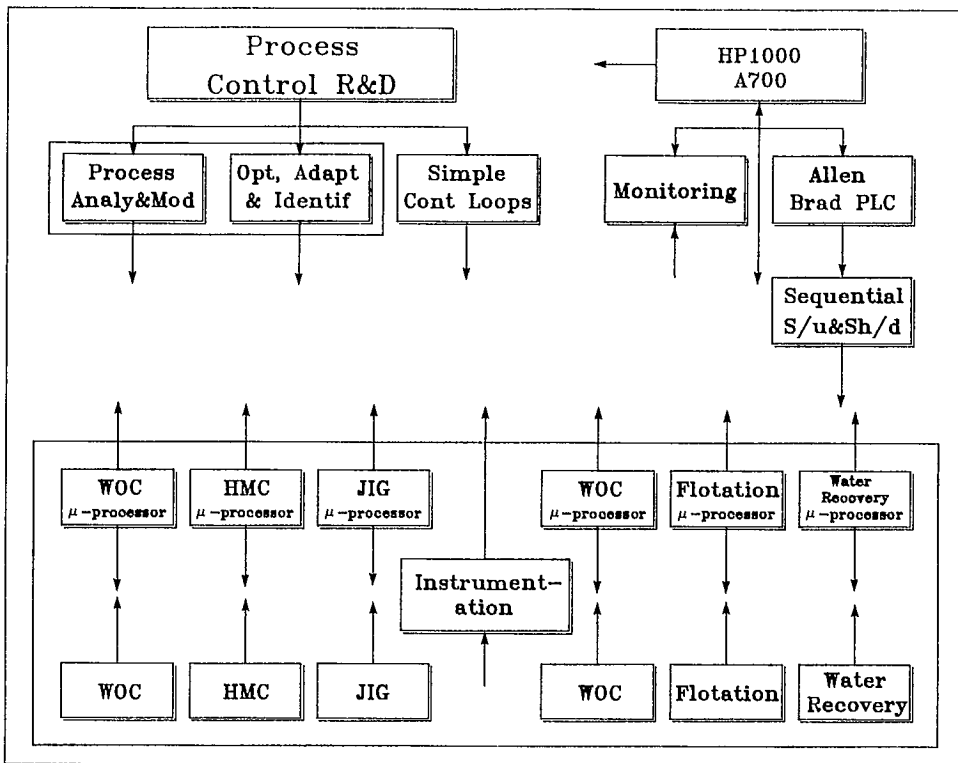 Process
Control R&D
HP1000
A700
Process
Analy&Mod
Opt, Adapt
& Identif
Simple
Cont Loops
Monitoring
Allen
Brad PLC
Sequential
S/u&Sh/d
WOC
μ-processor
HMC
μ-processor
JIG
μ-processor
WOC
μ-processor
Flotation
μ-processor
Water
Recovery
μ-processor
Instrument-
ation
WOC
HMC
JIG
WOC
Flotation
Water
Recovery